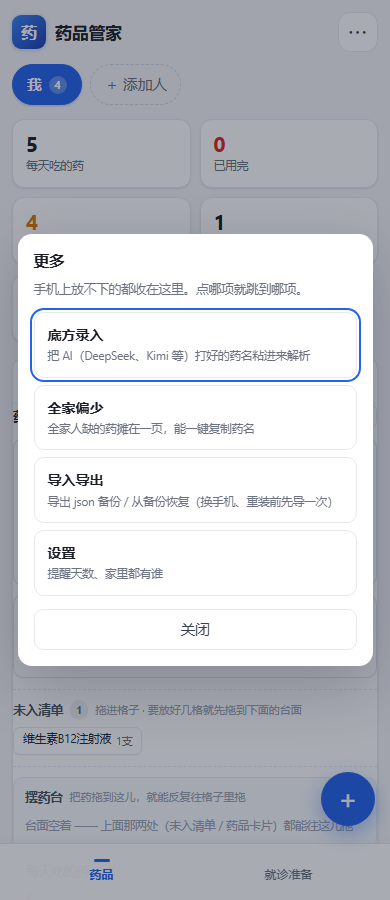 药 药品管家 ...
我 4 + 添加人
5 0
每天吃的药 已用完
4 1
更多
手机上放不下的都收在这里。点哪项就跳到哪项。
底方录入
把 AI（DeepSeek、Kimi 等）打好的药名粘进来解析
全家偏少
全家人缺的药摊在一页，能一键复制药名
导入导出
导出 json 备份 / 从备份恢复（换手机、重装前先导一次）
设置
提醒天数、家里都有谁
关闭
未入清单 1 拖进格子 · 要放好几格就先拖到下面的台面
维生素B12注射液 1支
摆药台 把药拖到这儿，就能反复往格子里拖
台面空着 —— 上面那两处（未入清单 / 药品卡片）都能往这儿拖
+
药品 就诊准备